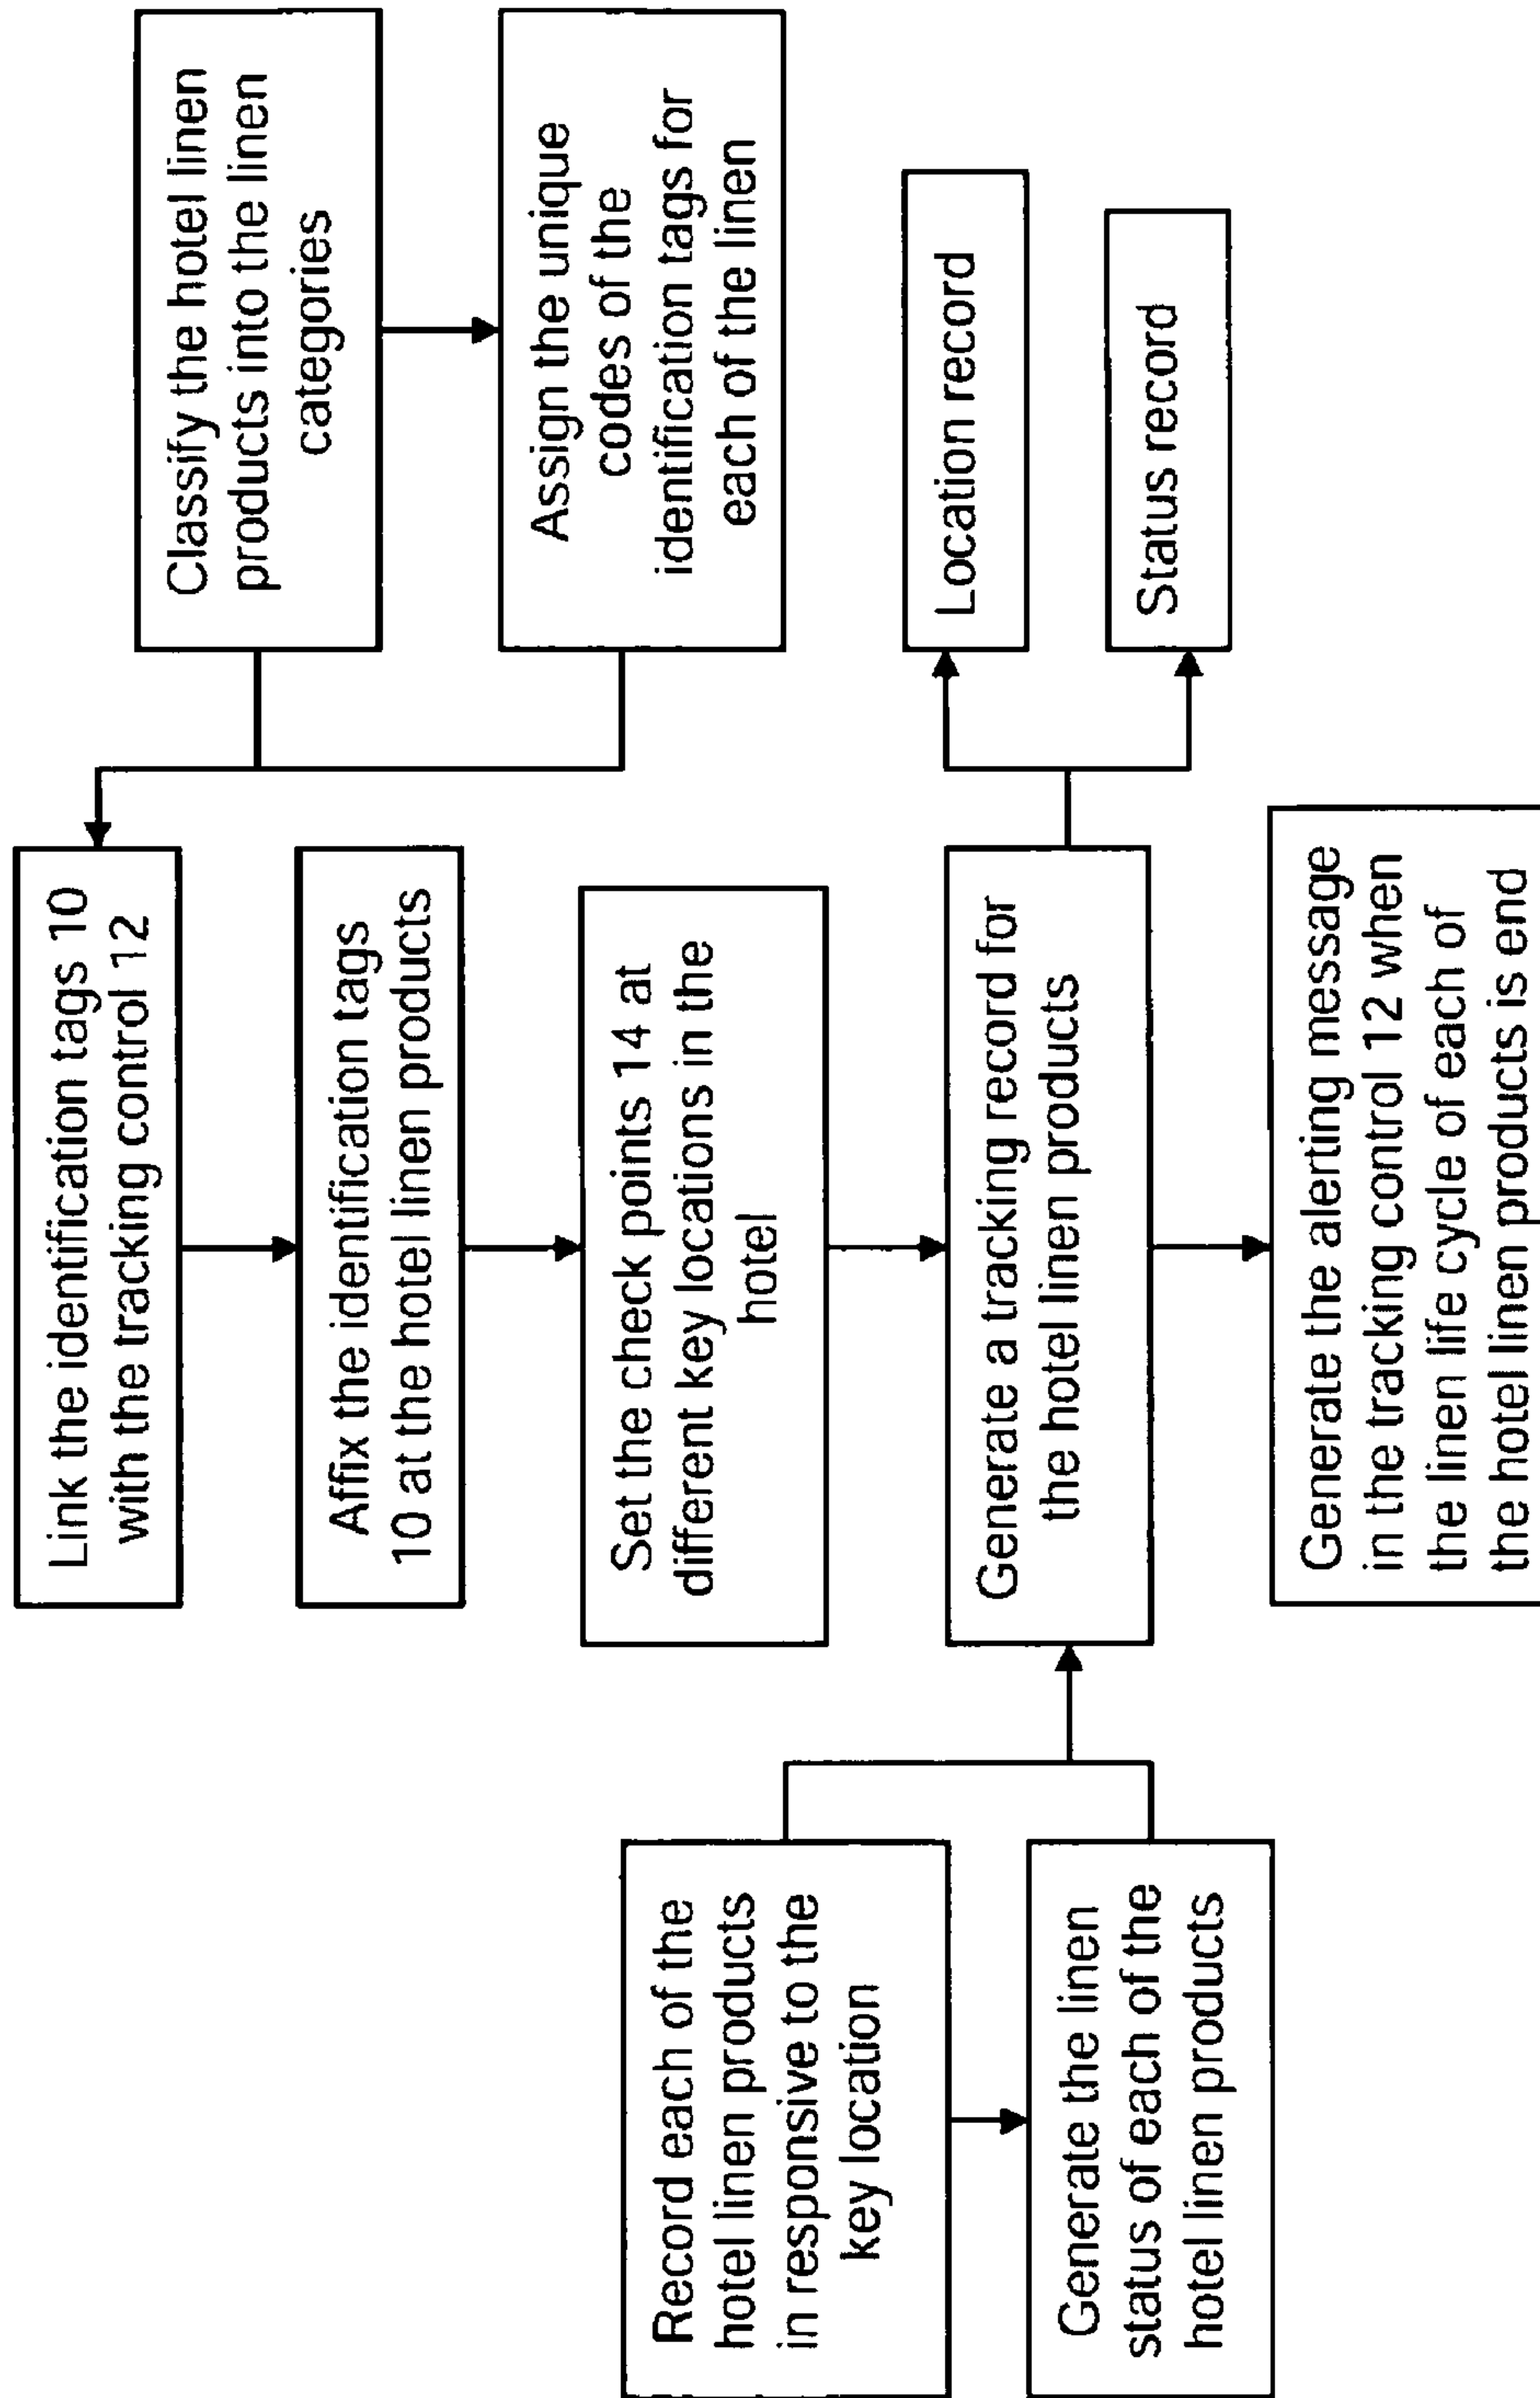 Link the identification tags 10
with the tracking control 12
Affix the identification tags
10 at the hotel linen products
Set the check points 14 at
different key locations in the
hotel
Generate a tracking record for
the hotel linen products
Generate the alerting message
in the tracking control 12 when
the linen life cycle of each of
the hotel linen products is end
Classify the hotel linen
products into the linen
categories
Assign the unique
codes of the
identification tags for
each of the linen
Location record
Status record
Record each of the
hotel linen products
in responsive to the
key location
Generate the linen
status of each of the
hotel linen products